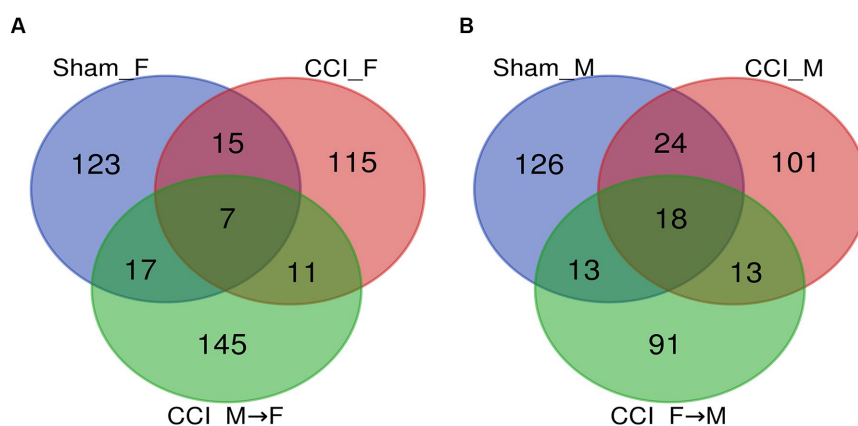 A
B
Sham_F
CCI_F
Sham_M
CCI_M
123
15
115
7
17
11
145
126
24
101
18
13
13
91
CCI M→F
CCI F→M